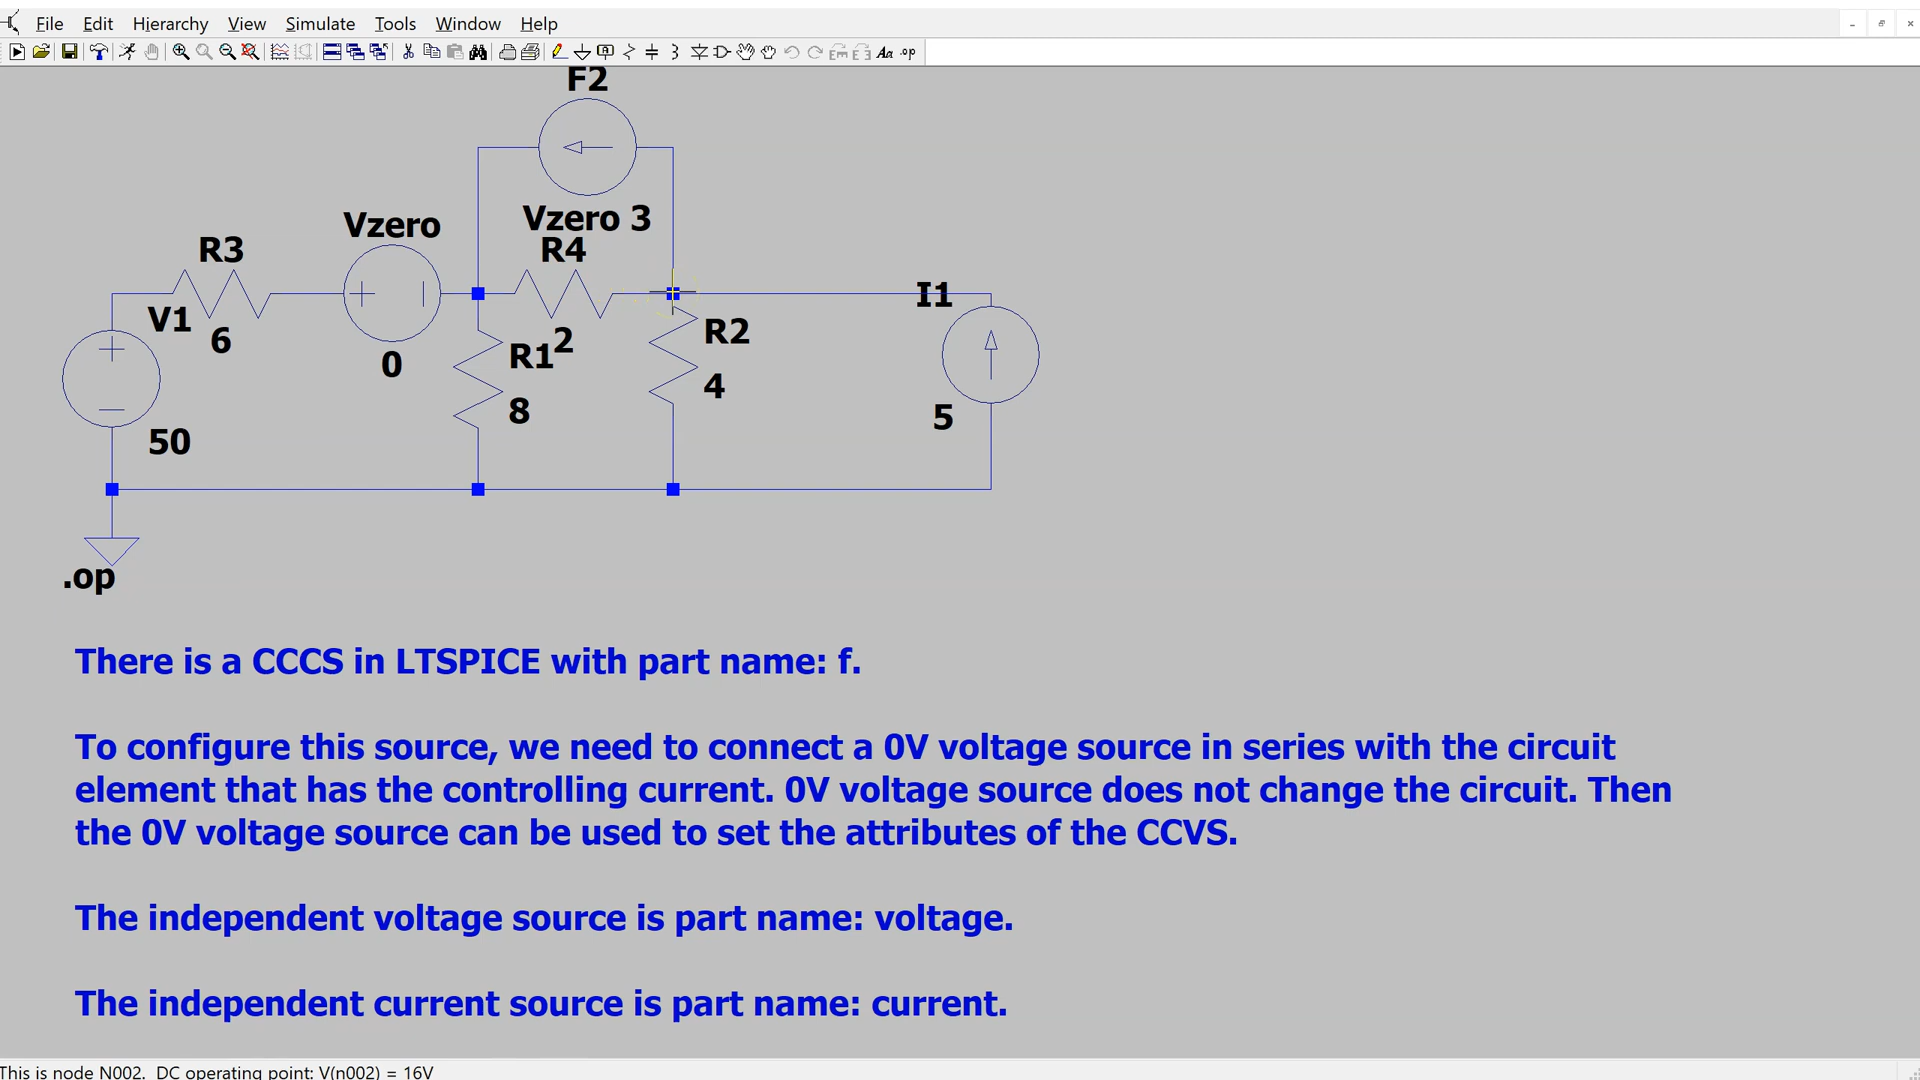 File Edit Hierarchy View Simulate Tools Window Help
F2
Vzero 3
Vzero
0
R3
6
R4
2
V1
50
R1
8
R2
4
I1
5
.op
There is a CCCS in LTSPICE with part name: f.
To configure this source, we need to connect a 0V voltage source in series with the circuit
element that has the controlling current. 0V voltage source does not change the circuit. Then
the 0V voltage source can be used to set the attributes of the CCVS.
The independent voltage source is part name: voltage.
The independent current source is part name: current.
This is node N002. DC operating point: V(n002) = 16V